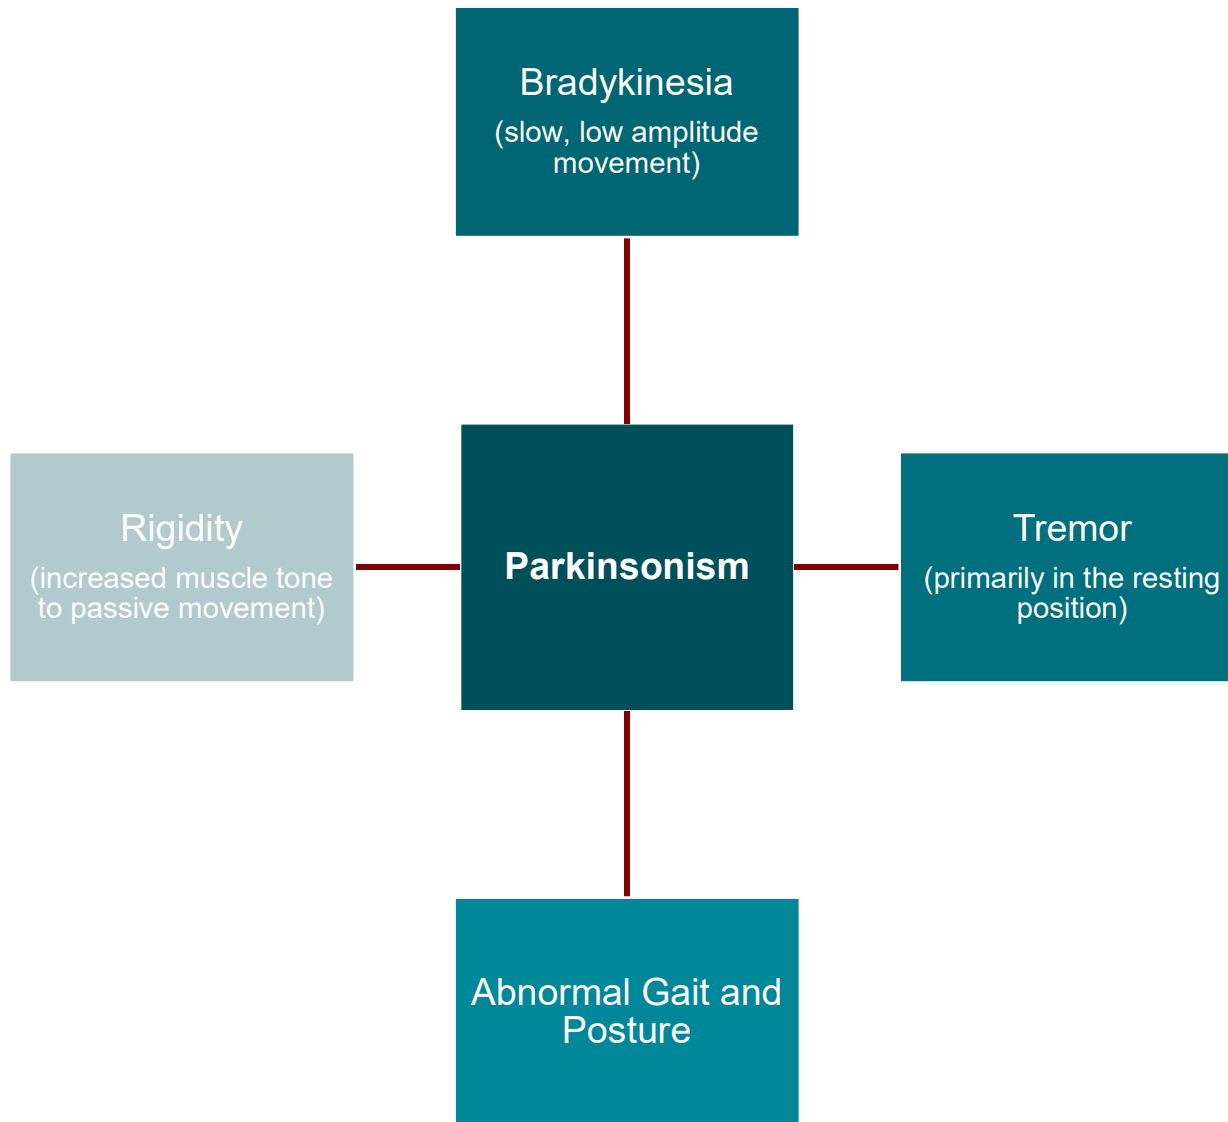 Bradykinesia
(slow, low amplitude
movement)
Rigidity
(increased muscle tone
to passive movement)
Parkinsonism
Tremor
(primarily in the resting
position)
Abnormal Gait and
Posture